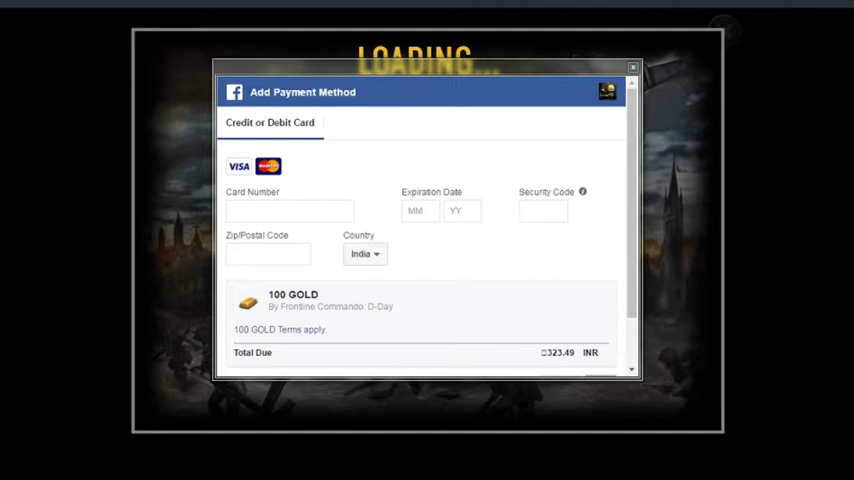 LOADING...
Add Payment Method
Credit or Debit Card
VISA MasterCard
Card Number Expiration Date Security Code
MM YY
Zip/Postal Code Country
India
100 GOLD
By Frontline Commando: D-Day
100 GOLD Terms apply.
Total Due 323.49 INR